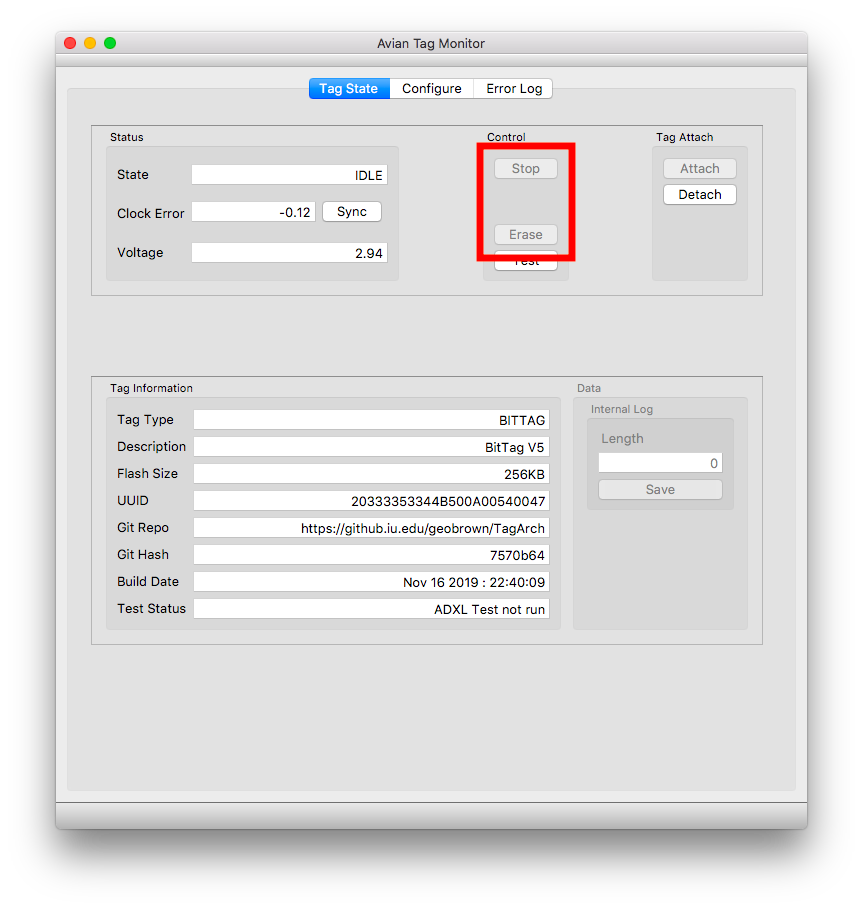 Avian Tag Monitor
Tag State Configure Error Log
Status
State IDLE
Clock Error -0.12 Sync
Voltage 2.94
Control
Stop
Erase
Test
Tag Attach
Attach
Detach
Tag Information
Tag Type BITTAG
Description BitTag V5
Flash Size 256KB
UUID 20333353344B500A00540047
Git Repo https://github.iu.edu/geobrown/TagArch
Git Hash 7570b64
Build Date Nov 16 2019 : 22:40:09
Test Status ADXL Test not run
Data
Internal Log
Length
0
Save